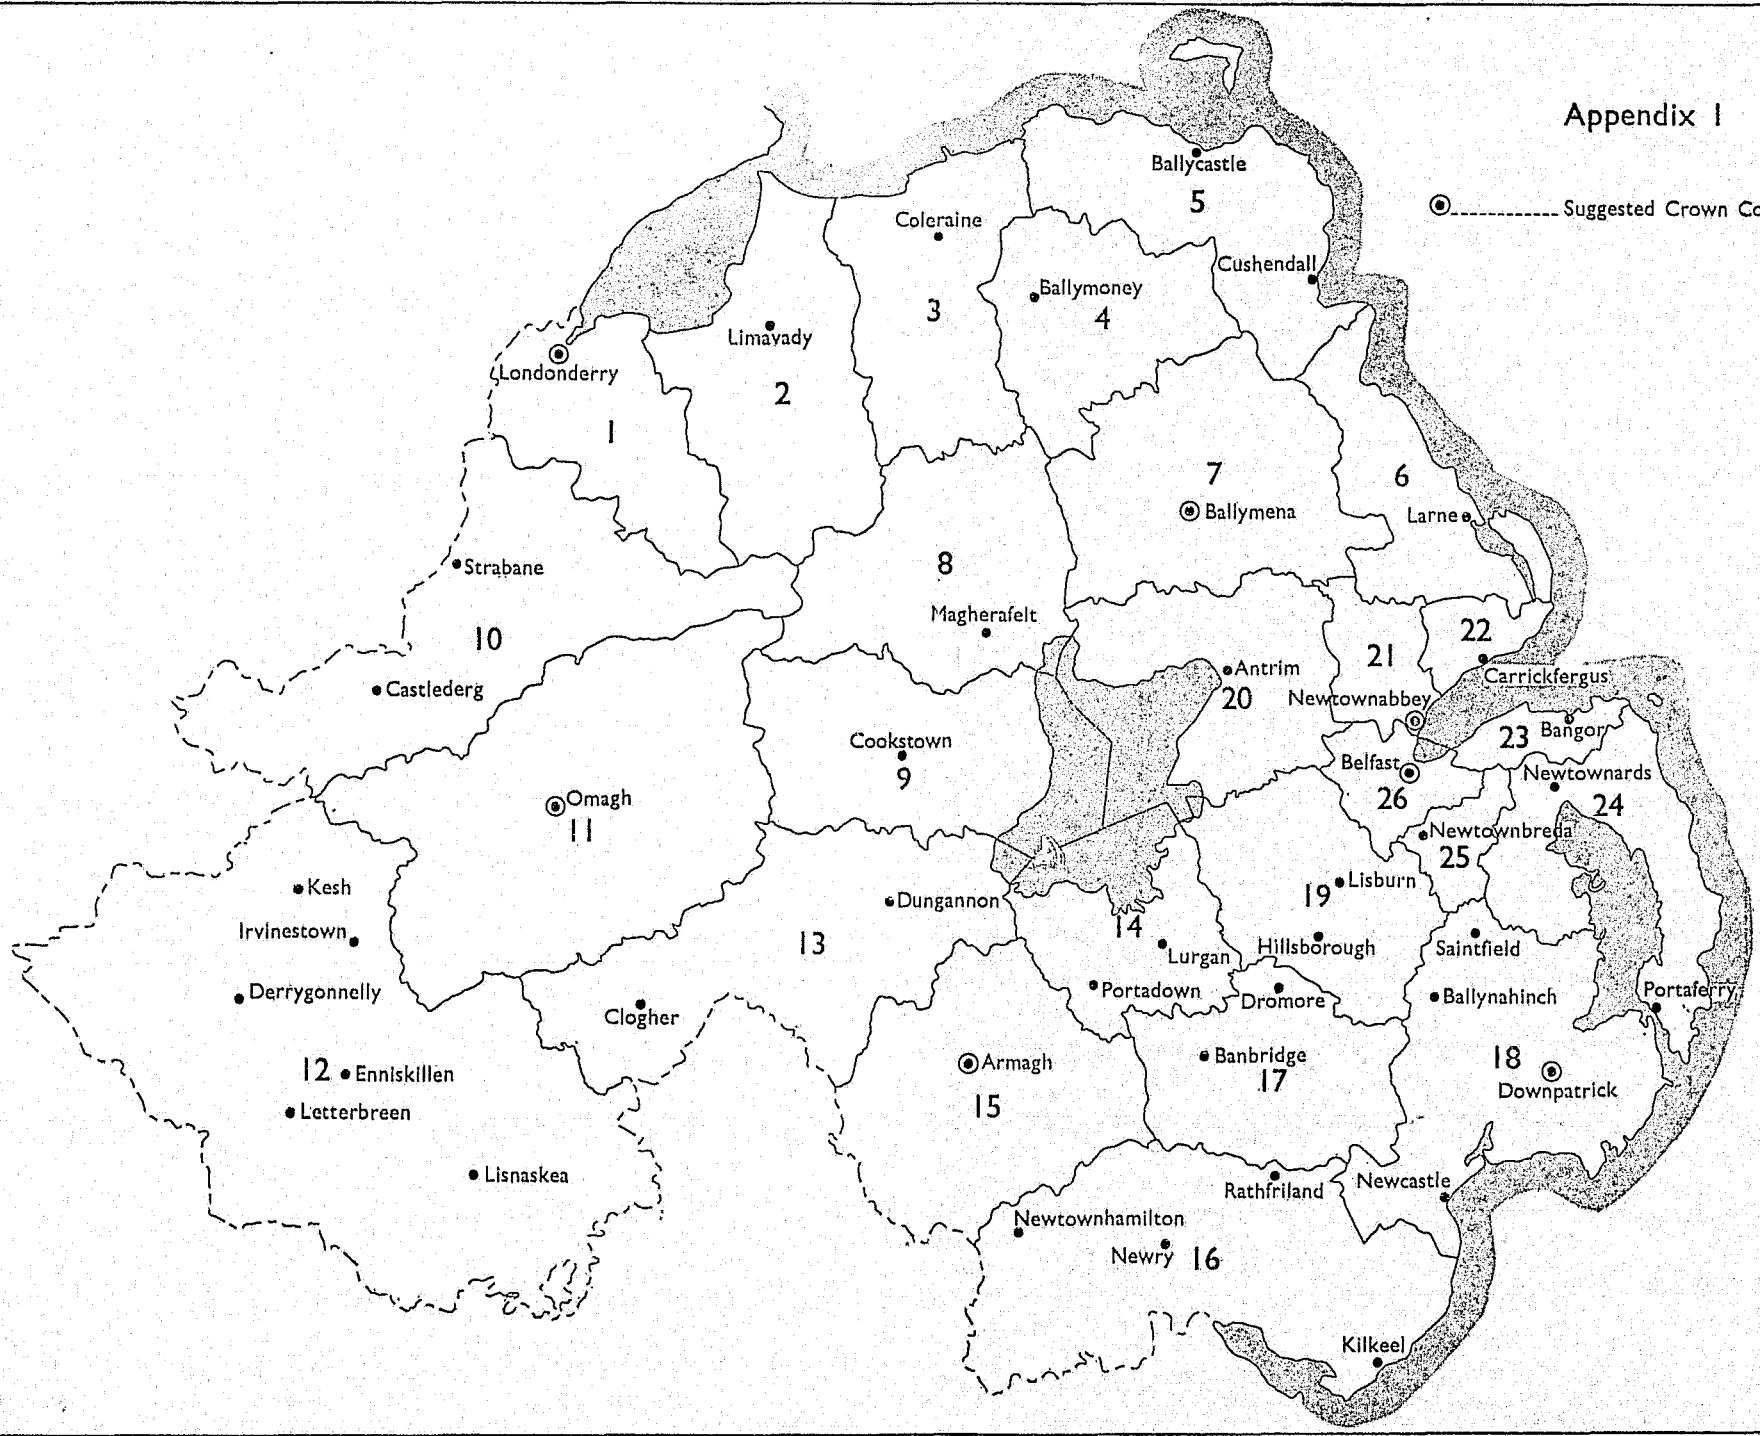 Appendix 1
Suggested Crown Co
Ballycastle
5
Coleraine
Cushendall
Ballymoney
3
4
Limavady
Londonderry
2
1
7
6
Ballymena
Larne
Strabane
8
Magherafelt
10
22
21
Antrim
Carrickfergus
Castlederg
20
Newtownabbey
23
Bangor
Cookstown
Belfast
Newtownards
9
26
24
Omagh
11
Newtownbreda
25
Kesh
19
Lisburn
Dungannon
Irvinestown
13
14
Lurgan
Hillsborough
Saintfield
Derrygonnelly
Portadown
Dromore
Ballynahinch
Portaferry
Clogher
12
Enniskillen
Armagh
Banbridge
17
18
Downpatrick
Letterbreen
15
Lisnaskea
Rathfriland
Newcastle
Newtownhamilton
Newry
16
Kilkeel